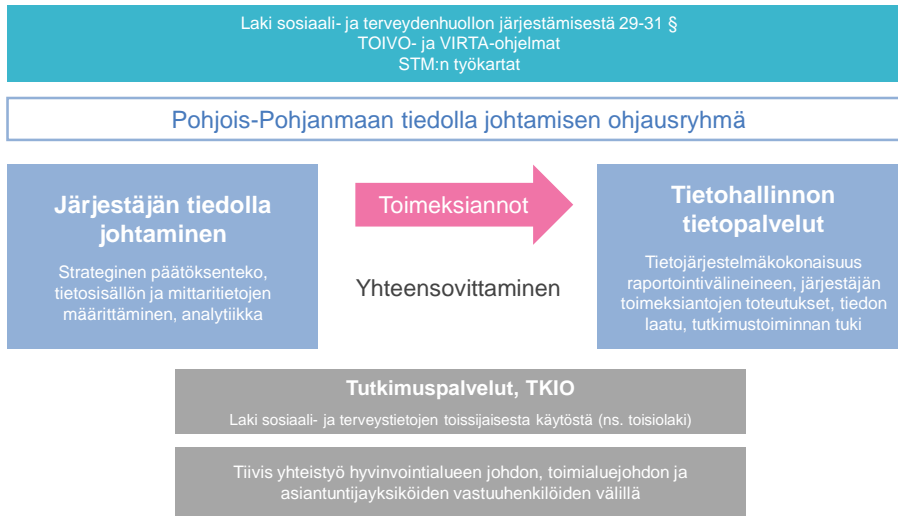 Laki sosiaali- ja terveydenhuollon järjestämisestä 29-31 §
TOIVO- ja VIRTA-ohjelmat
STM:n työkartat
Pohjois-Pohjanmaan tiedolla johtamisen ohjausryhmä
Järjestäjän tiedolla
johtaminen
Strateginen päätöksenteko,
tietosisällön ja mittaritietojen
määrittäminen, analytiikka
Toimeksiannot
Yhteensovittaminen
Tietohallinnon
tietopalvelut
Tietojärjestelmäkokonaisuus
raportointivälineineen, järjestäjän
toimeksiantojen toteutukset, tiedon
laatu, tutkimustoiminnan tuki
Tutkimuspalvelut, TKIO
Laki sosiaali- ja terveystietojen toissijaisesta käytöstä (ns. toisiolaki)
Tiivis yhteistyö hyvinvointialueen johdon, toimialuejohdon ja
asiantuntijayksiköiden vastuuhenkilöiden välillä